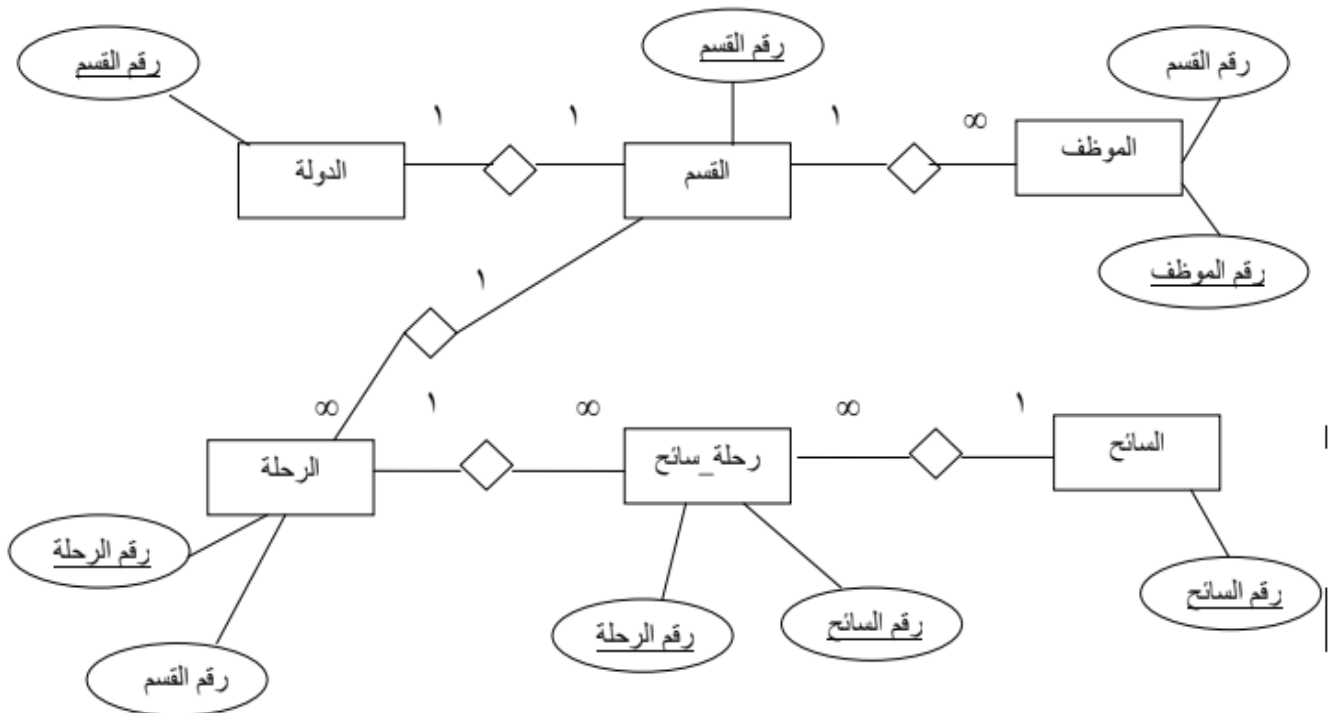 رقم القسم
رقم القسم
رقم القسم
١
١
١
∞
الموظف
القسم
الدولة
رقم الموظف
١
∞
١
∞
∞
١
السائح
رحلة_سائح
الرحلة
رقم الرحلة
رقم السائح
رقم السائح
رقم الرحلة
رقم القسم